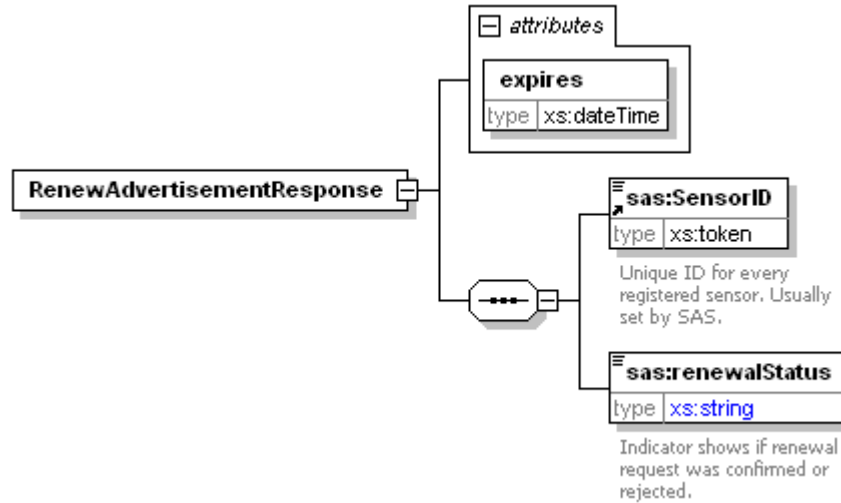 attributes
expires
type xs:dateTime
RenewAdvertisementResponse
sas:SensorID
type xs:token
Unique ID for every
registered sensor. Usually
set by SAS.
sas:renewalStatus
type xs:string
Indicator shows if renewal
request was confirmed or
rejected.